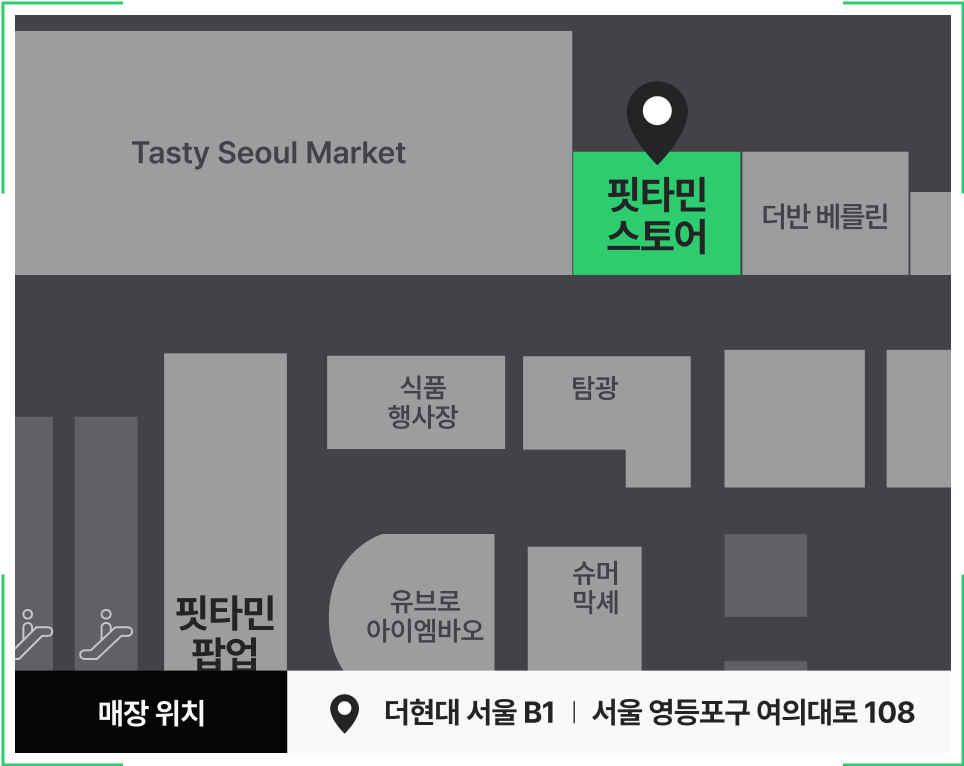 Tasty Seoul Market
핏타민
스토어
더반 베를린
식품
행사장
탐광
핏타민
팝업
유브로
아이엠바오
슈머
막셰
매장 위치
더현대 서울 B1 | 서울 영등포구 여의대로 108